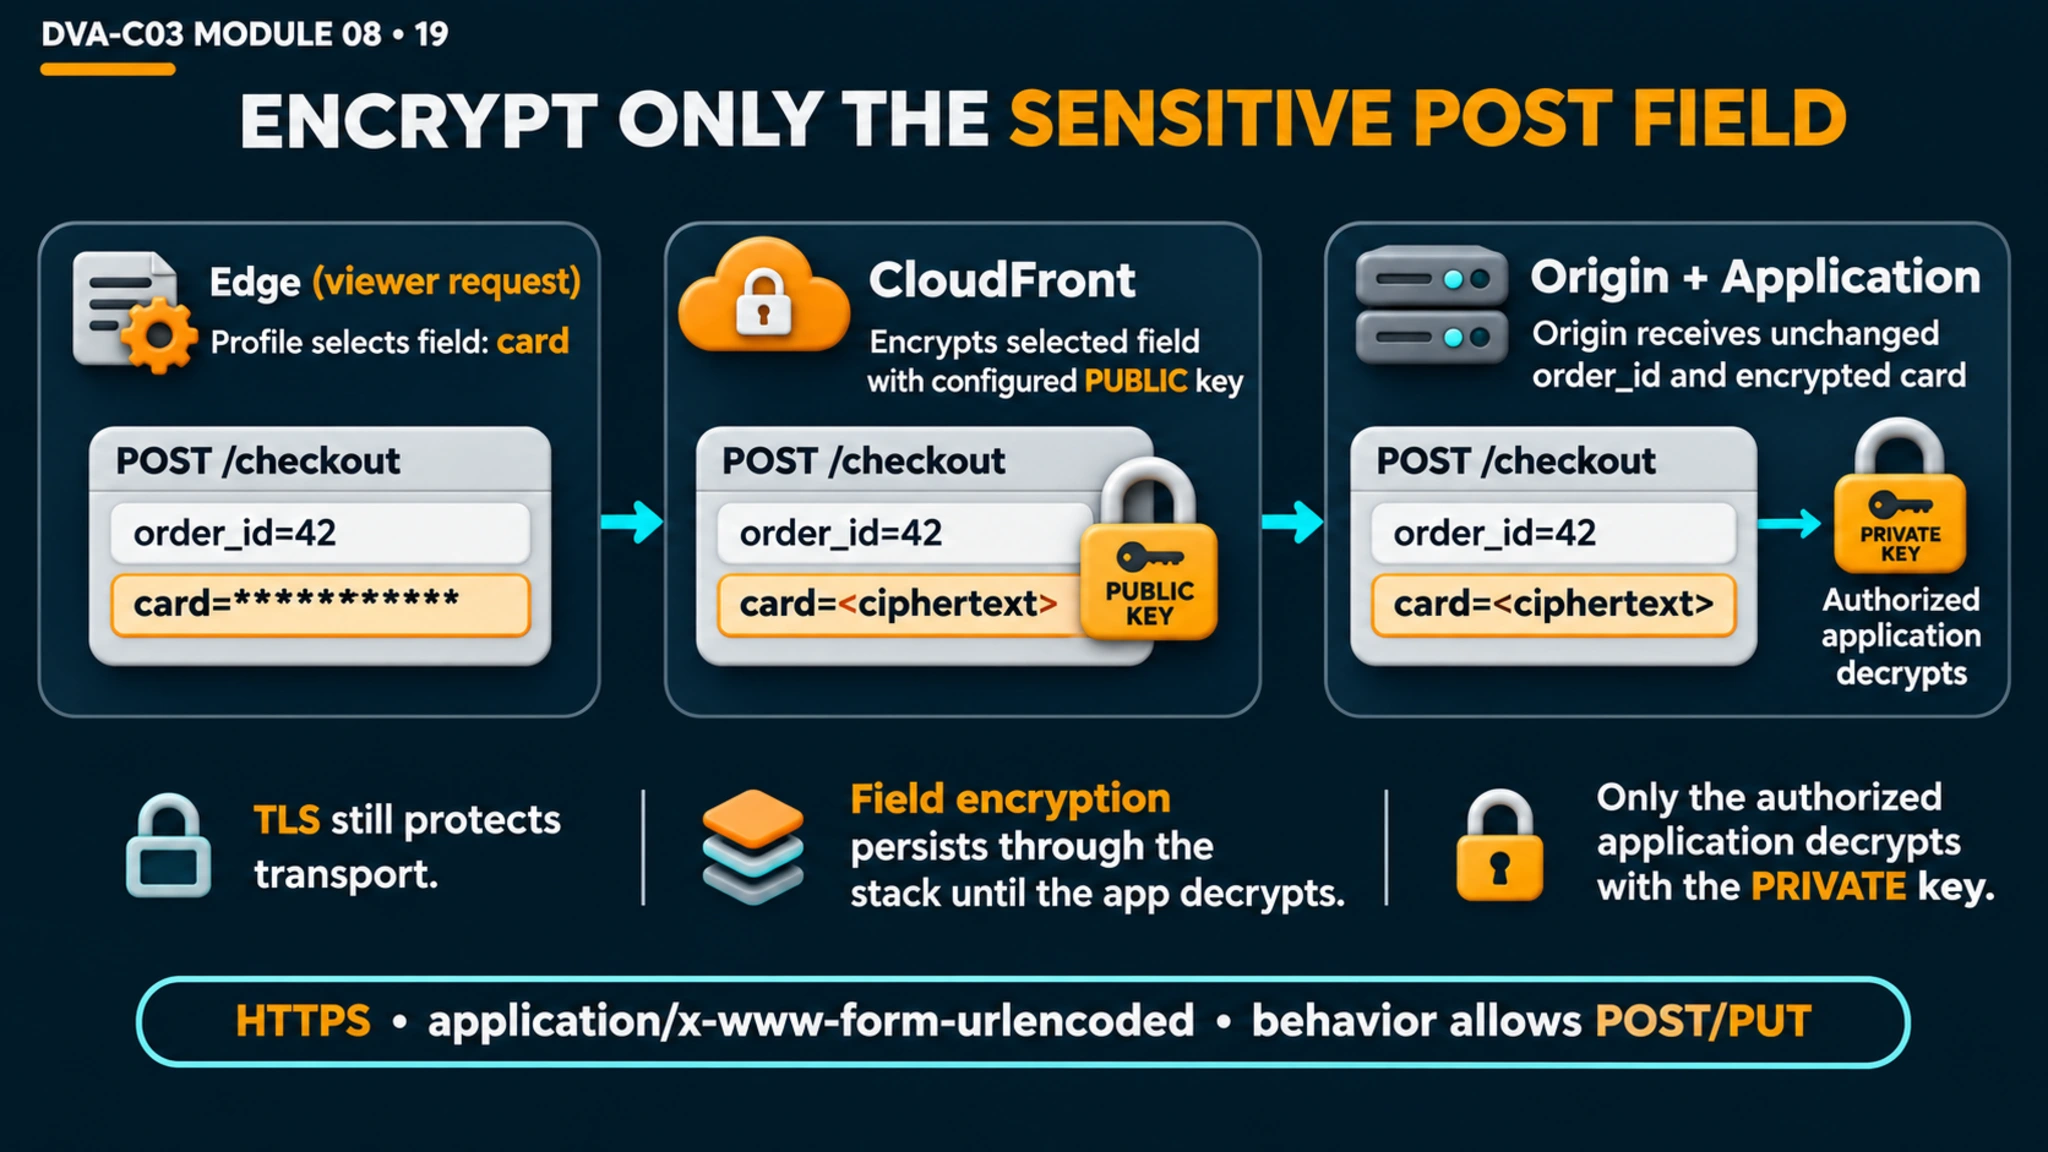 DVA-C03 MODULE 08 • 19
ENCRYPT ONLY THE SENSITIVE POST FIELD
Edge (viewer request)
Profile selects field: card
POST /checkout
order_id=42
card=***********
CloudFront
Encrypts selected field
with configured PUBLIC key
POST /checkout
order_id=42
card=<ciphertext>
PUBLIC
KEY
Origin + Application
Origin receives unchanged
order_id and encrypted card
POST /checkout
order_id=42
card=<ciphertext>
PRIVATE
KEY
Authorized
application
decrypts
TLS still protects
transport.
Field encryption
persists through the
stack until the app decrypts.
Only the authorized
application decrypts
with the PRIVATE key.
HTTPS • application/x-www-form-urlencoded • behavior allows POST/PUT